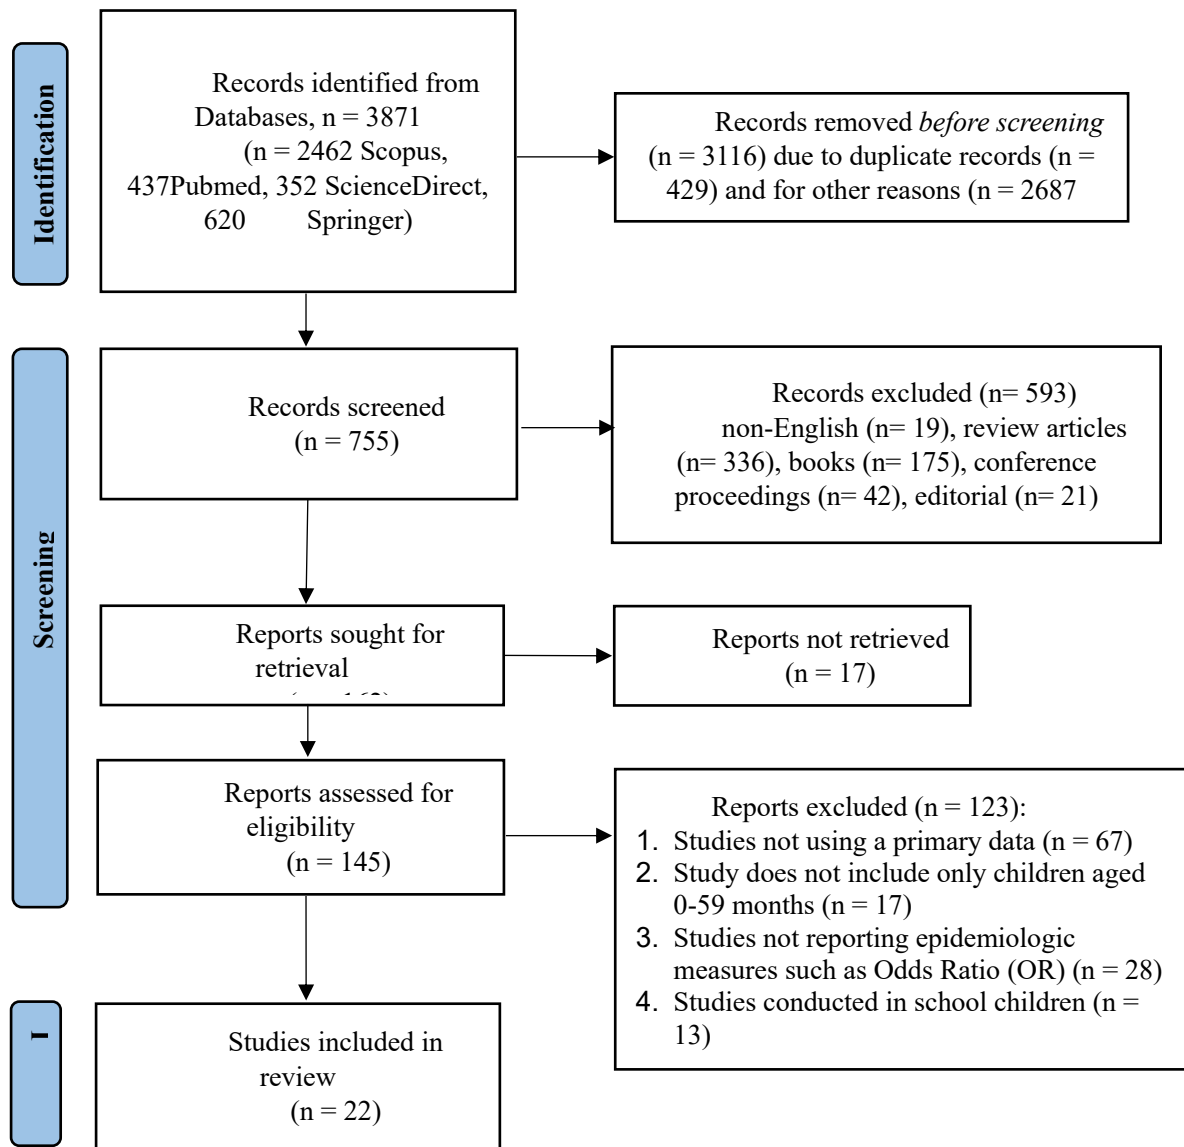 Identification
Records identified from
Databases, n = 3871
(n = 2462 Scopus,
437Pubmed, 352 ScienceDirect,
620 Springer)
Records removed before screening
(n = 3116) due to duplicate records (n =
429) and for other reasons (n = 2687
Screening
Records screened
(n = 755)
Records excluded (n= 593)
non-English (n= 19), review articles
(n= 336), books (n= 175), conference
proceedings (n= 42), editorial (n= 21)
Reports sought for
retrieval
Reports not retrieved
(n = 17)
Reports assessed for
eligibility
(n = 145)
Reports excluded (n = 123):
1. Studies not using a primary data (n = 67)
2. Study does not include only children aged
0-59 months (n = 17)
3. Studies not reporting epidemiologic
measures such as Odds Ratio (OR) (n = 28)
4. Studies conducted in school children (n =
13)
I
Studies included in
review
(n = 22)